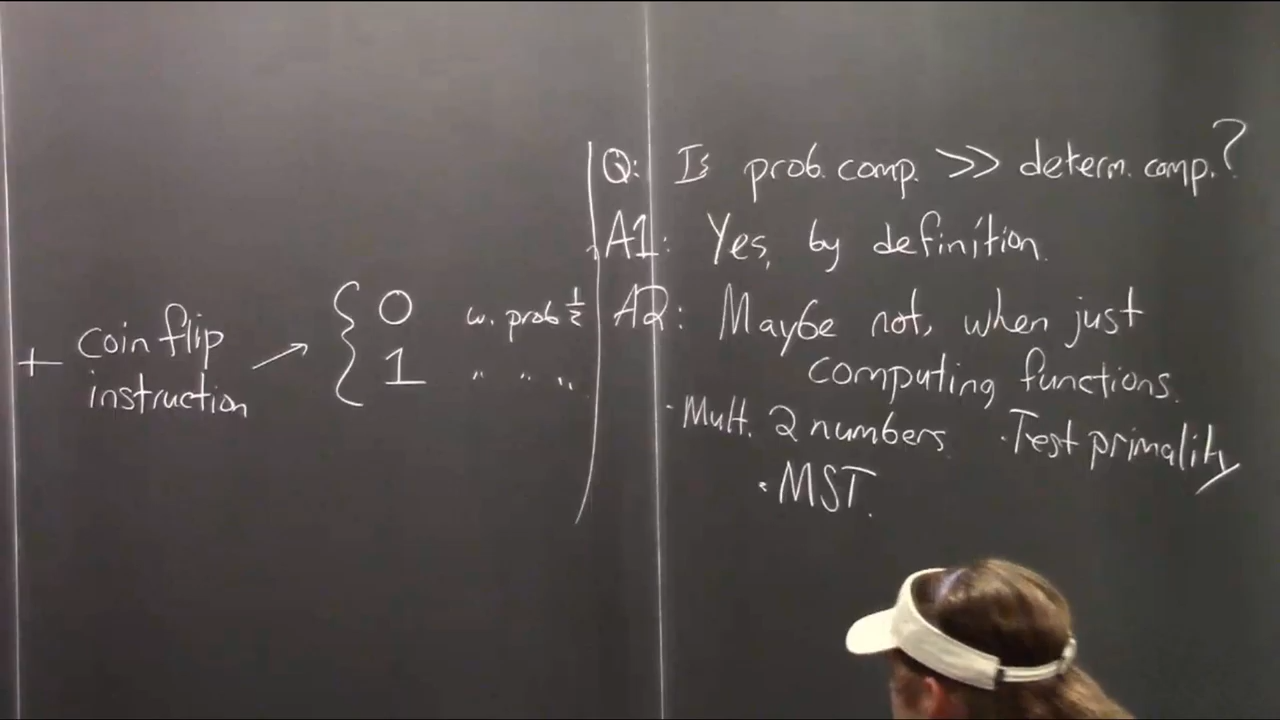 + coin flip instruction → { 0 w. prob ½
1 " " "
Q: Is prob. comp. >> determ. comp.?
A1: Yes, by definition.
A2: Maybe not, when just
computing functions.
· Mult. 2 numbers · Test primality
· MST.